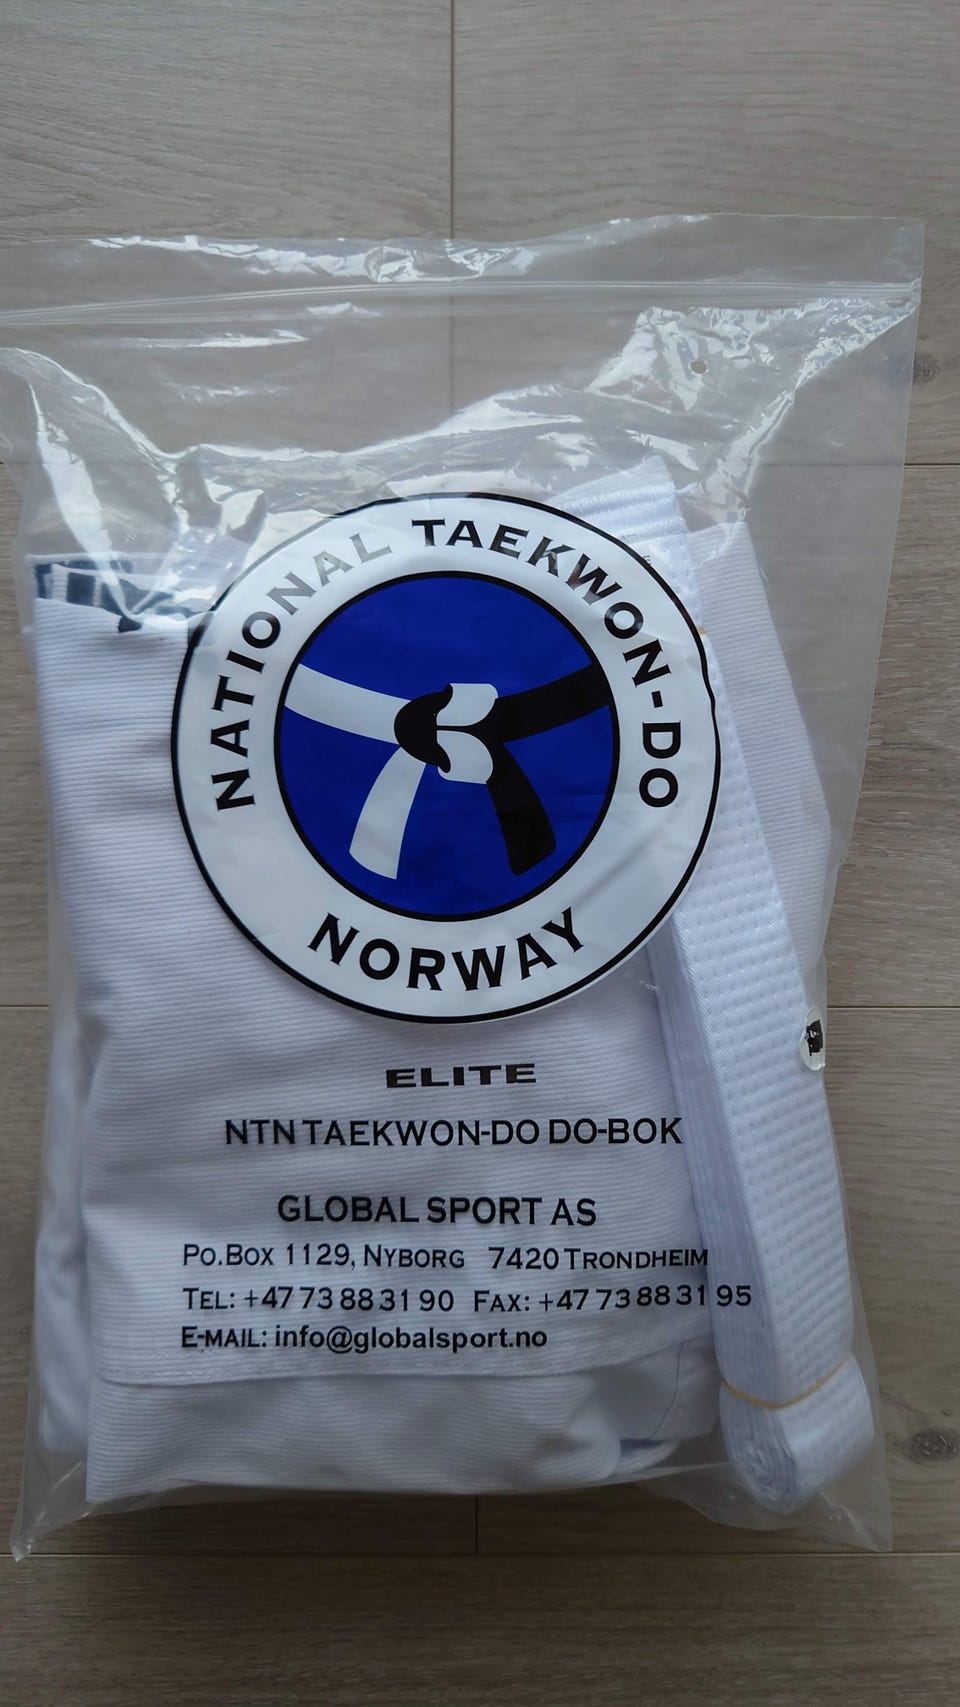 NATIONAL TAEKWON-DO
NORWAY
ELITE
NTN TAEKWON-DO DO-BOK
GLOBAL SPORT AS
PO.BOX 1129, NYBORG 7420 TRONDHEIM
TEL: +47 73 88 31 90 FAX: +47 73 88 31 95
E-MAIL: info@globalsport.no